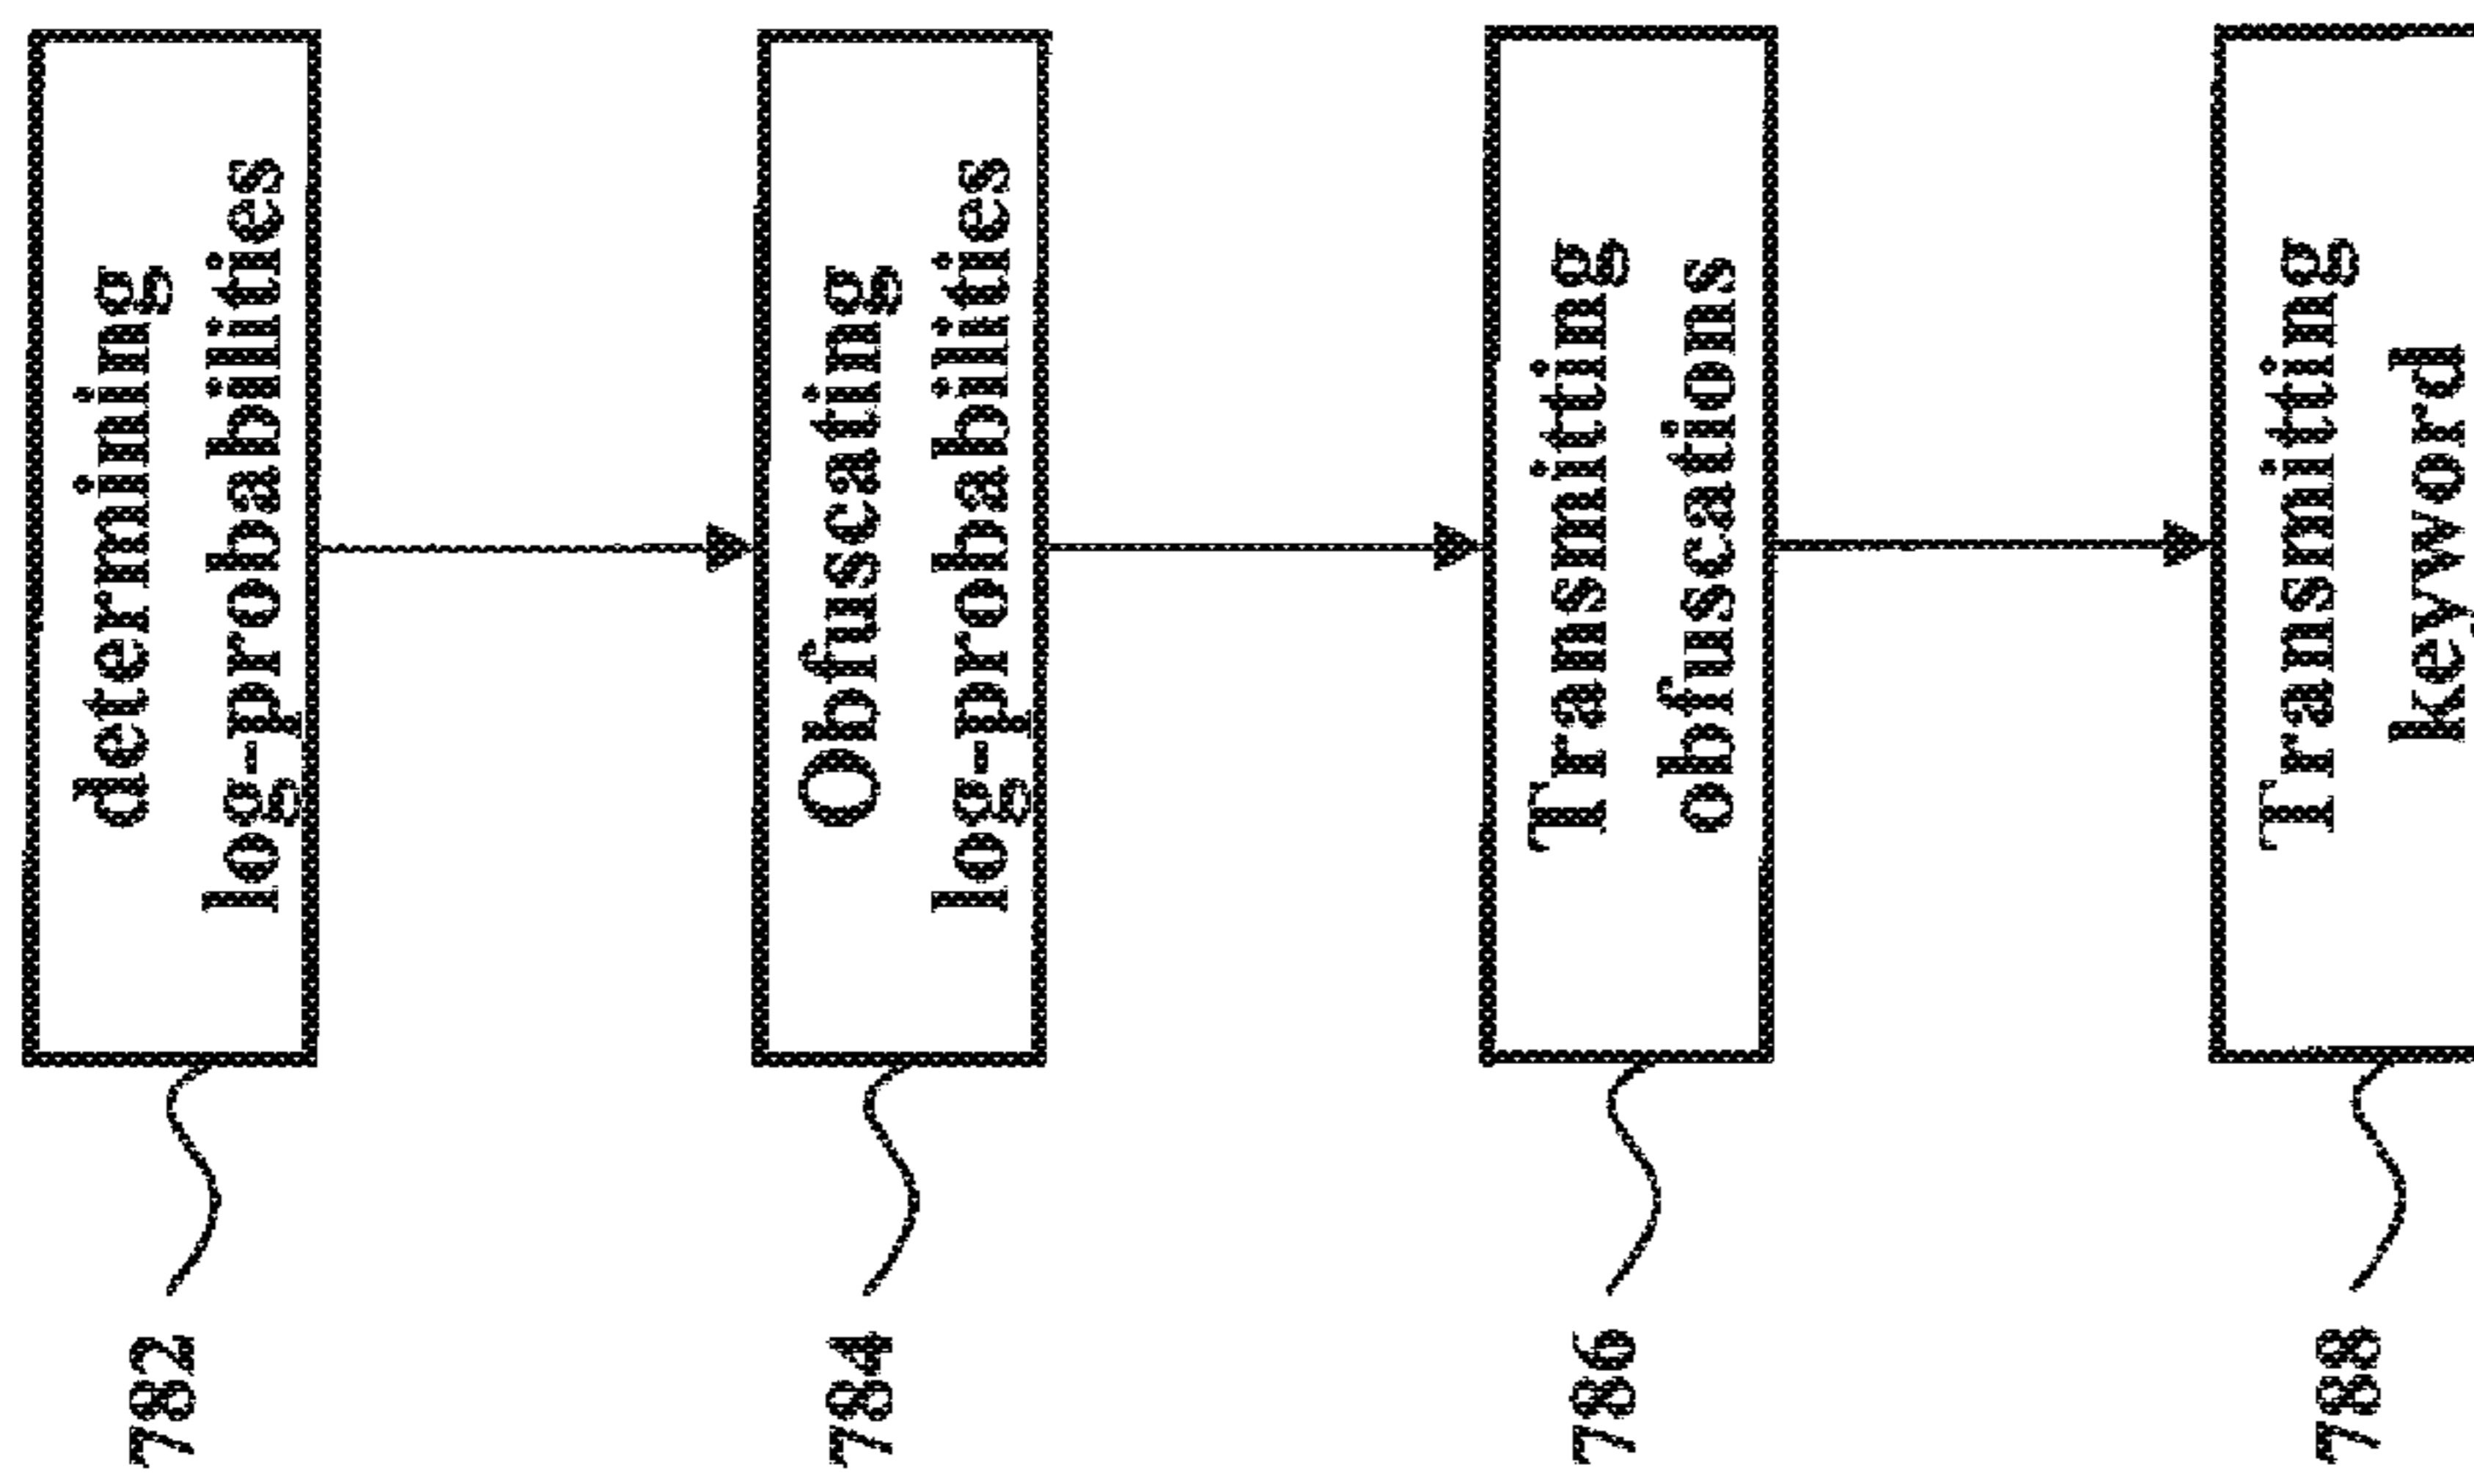 782
determining
log-probabilities
784
Obfuscating
log-probabilities
786
Transmitting
obfuscations
788
Transmitting
keyword